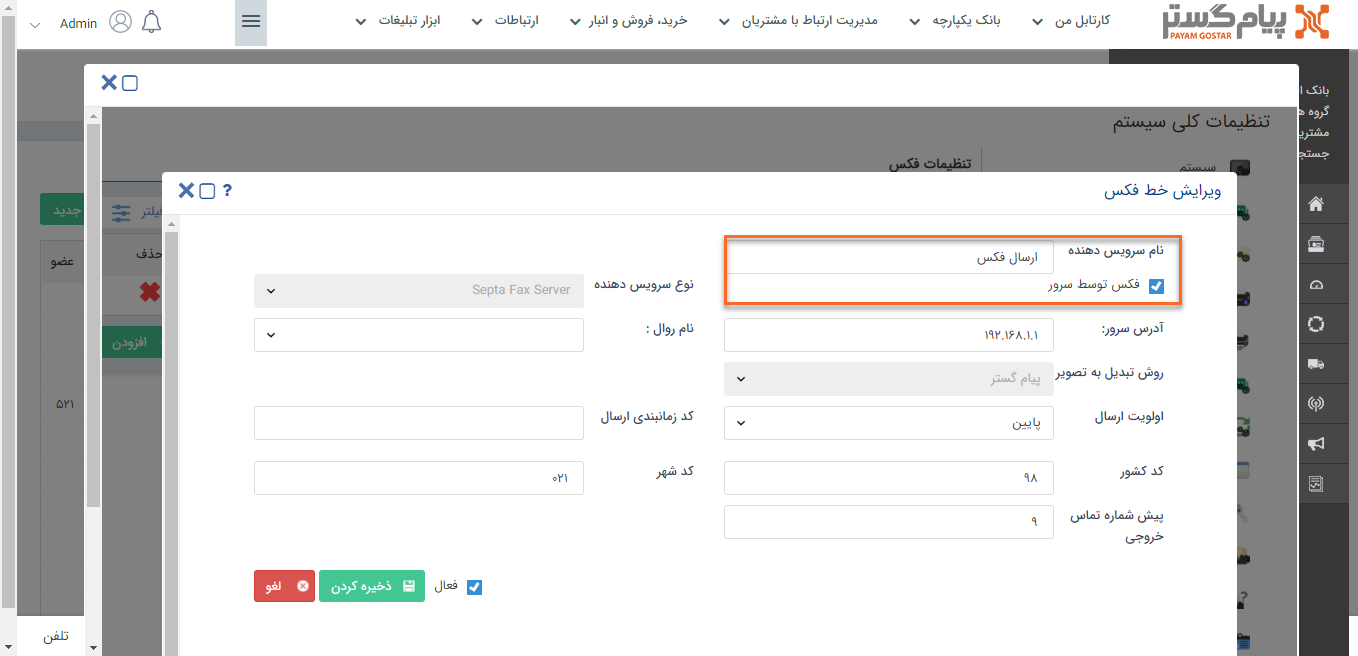 پیام گستر
PAYAM GOSTAR
کارتابل من
بانک یکپارچه
مدیریت ارتباط با مشتریان
خرید، فروش و انبار
ارتباطات
ابزار تبلیغات
Admin
بانک ا
گروه ه
مشتری
جستج
تنظیمات کلی سیستم
سیستم
تنظیمات فکس
جدید
فیلتر
عضو
حذف
افزودن
۵۲۱
تلفن
ویرایش خط فکس
?
نام سرویس دهنده
ارسال فکس
فکس توسط سرور
نوع سرویس دهنده
Septa Fax Server
آدرس سرور:
۱۹۲.۱۶۸.۱.۱
نام روال :
روش تبدیل به تصویر
پیام گستر
اولویت ارسال
پایین
کد زمانبندی ارسال
کد کشور
۹۸
کد شهر
۰۲۱
پیش شماره تماس
خروجی
۹
فعال
ذخیره کردن
لغو